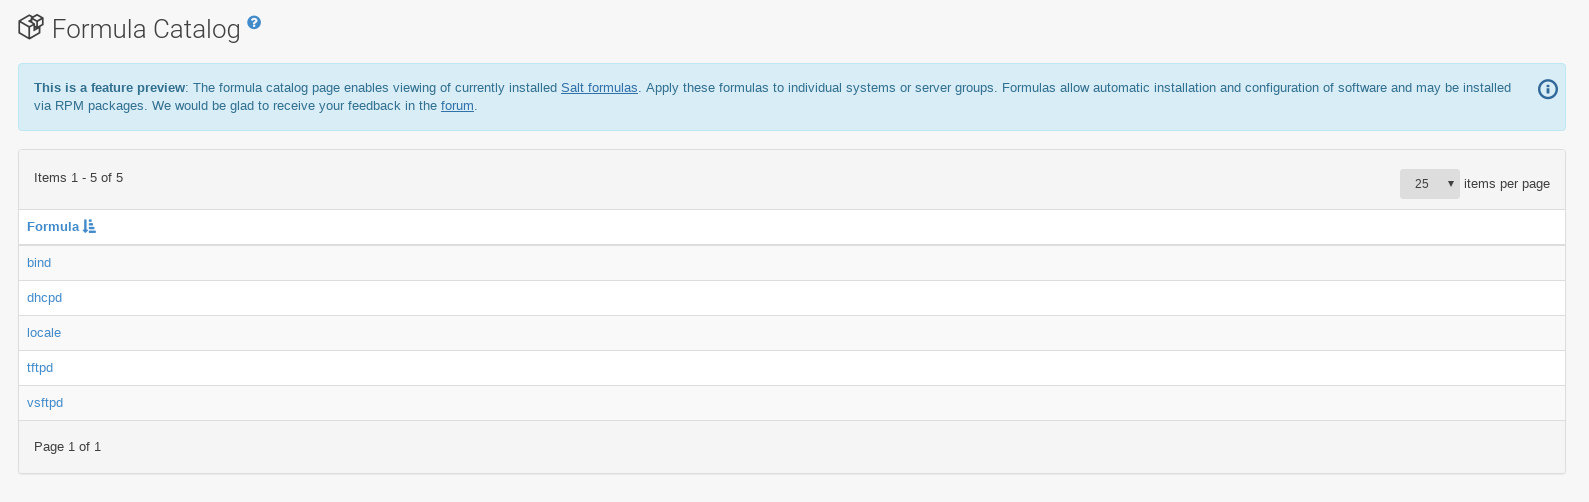 Formula Catalog
This is a feature preview: The formula catalog page enables viewing of currently installed Salt formulas. Apply these formulas to individual systems or server groups. Formulas allow automatic installation and configuration of software and may be installed
via RPM packages. We would be glad to receive your feedback in the forum.
Items 1 - 5 of 5
25 items per page
Formula
bind
dhcpd
locale
tftpd
vsftpd
Page 1 of 1